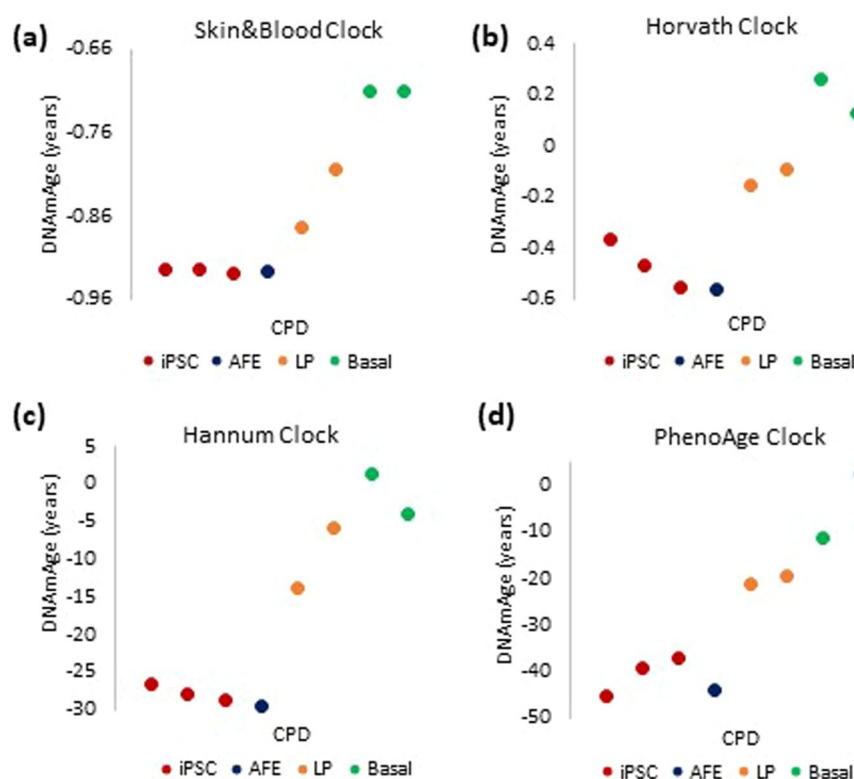 (a)
Skin&Blood Clock
-0.66
-0.76
-0.86
-0.96
DNAmAge (years)
CPD
iPSC AFE LP Basal
(b)
Horvath Clock
0.4
0.2
0
-0.2
-0.4
-0.6
DNAmAge (years)
CPD
iPSC AFE LP Basal
(c)
Hannum Clock
5
0
-5
-10
-15
-20
-25
-30
DNAmAge (years)
CPD
iPSC AFE LP Basal
(d)
PhenoAge Clock
0
-10
-20
-30
-40
-50
DNAmAge (years)
CPD
iPSC AFE LP Basal